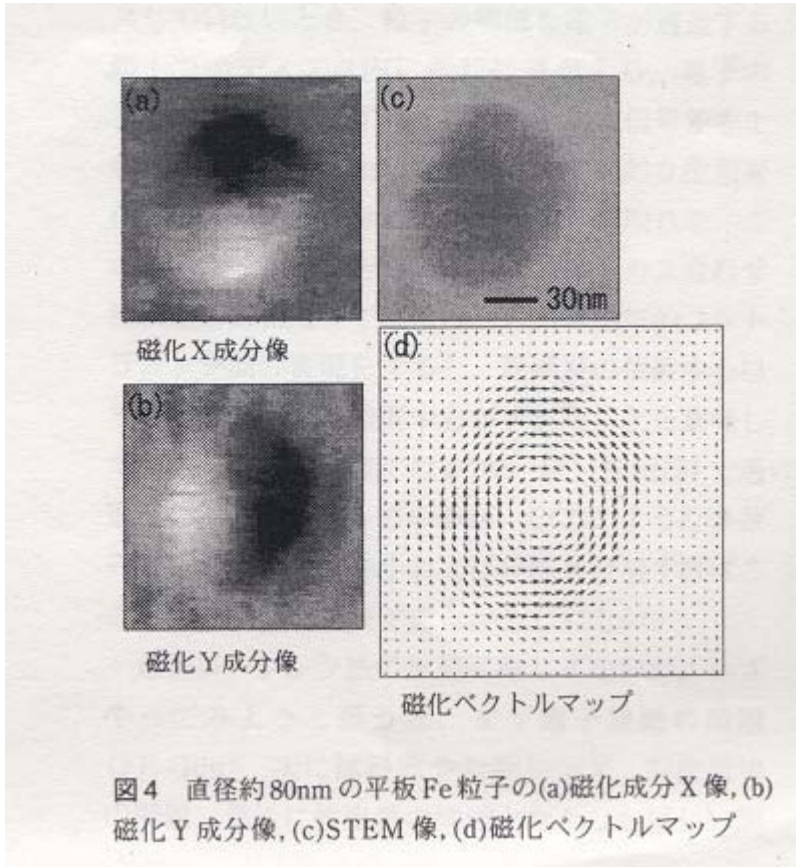 (a)
(c)
30nm
磁化X成分像
(d)
(b)
磁化Y成分像
磁化ベクトルマップ
図4 直径約80nmの平板Fe粒子の(a)磁化成分X像,(b)
磁化Y成分像,(c)STEM像,(d)磁化ベクトルマップ